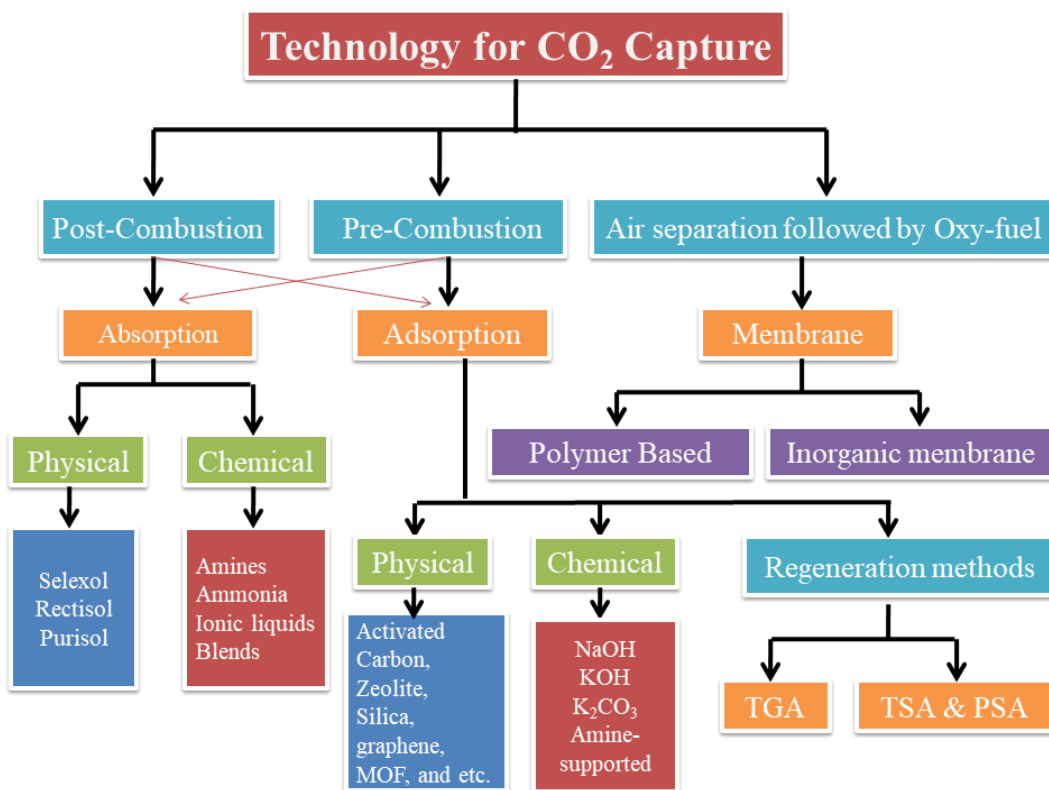 Technology for CO₂ Capture
Post-Combustion
Pre-Combustion
Air separation followed by Oxy-fuel
Absorption
Adsorption
Membrane
Physical
Chemical
Polymer Based
Inorganic membrane
Selexol
Rectisol
Purisol
Amines
Ammonia
Ionic liquids
Blends
Physical
Chemical
Regeneration methods
Activated
Carbon,
Zeolite,
Silica,
graphene,
MOF, and etc.
NaOH
KOH
K₂CO₃
Amine-
supported
TGA
TSA & PSA